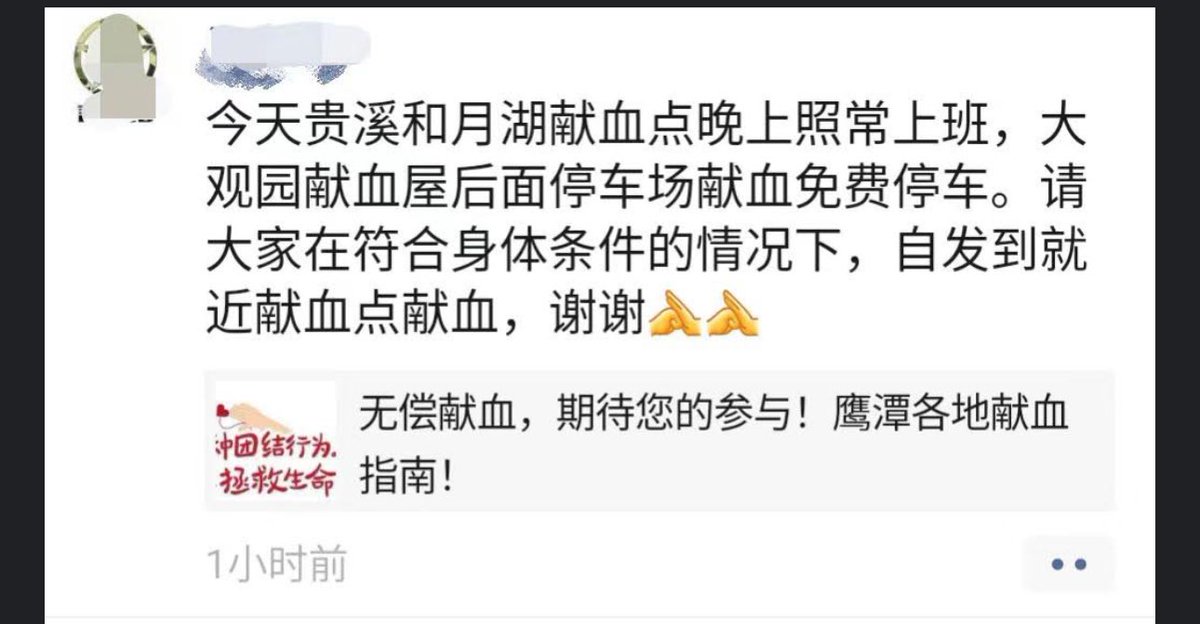 今天贵溪和月湖献血点晚上照常上班，大
观园献血屋后面停车场献血免费停车。请
大家在符合身体条件的情况下，自发到就
近献血点献血，谢谢
团结行为
拯救生命
无偿献血，期待您的参与！鹰潭各地献血
指南！
1小时前